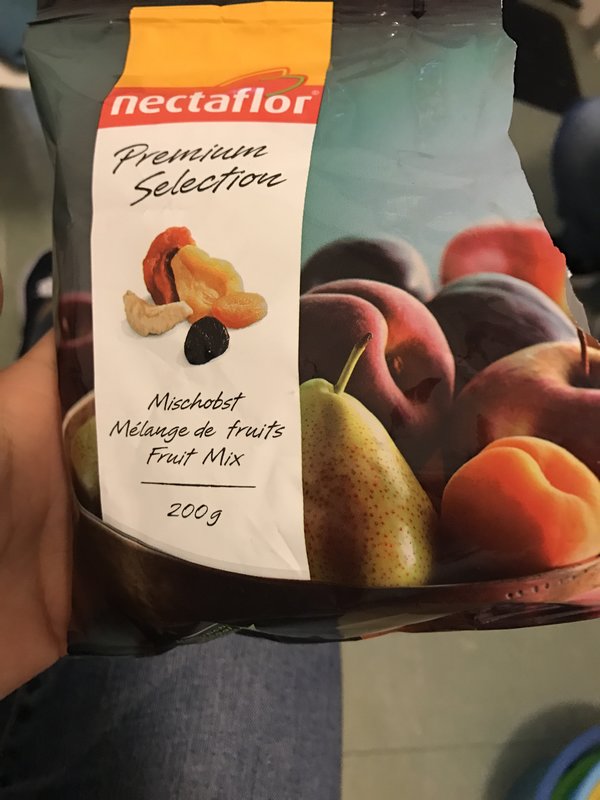 nectaflor®
Premium
Selection
Mischobst
Mélange de fruits
Fruit Mix
200g